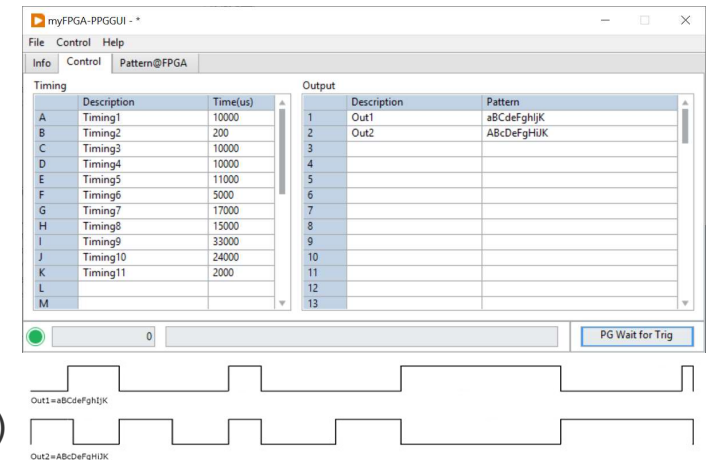 myFPGA-PPGGUI - *
File Control Help
Info Control Pattern@FPGA
Timing
Description Time(us)
A Timing1 10000
B Timing2 200
C Timing3 10000
D Timing4 10000
E Timing5 11000
F Timing6 5000
G Timing7 17000
H Timing8 15000
I Timing9 33000
J Timing10 24000
K Timing11 2000
L
M
Output
Description Pattern
1 Out1 aBCdeFghIjK
2 Out2 ABcDeFgHiJK
3
4
5
6
7
8
9
10
11
12
13
0
PG Wait for Trig
Out1=aBCdeFghIjK
)
Out2=ABcDeFgHiJK